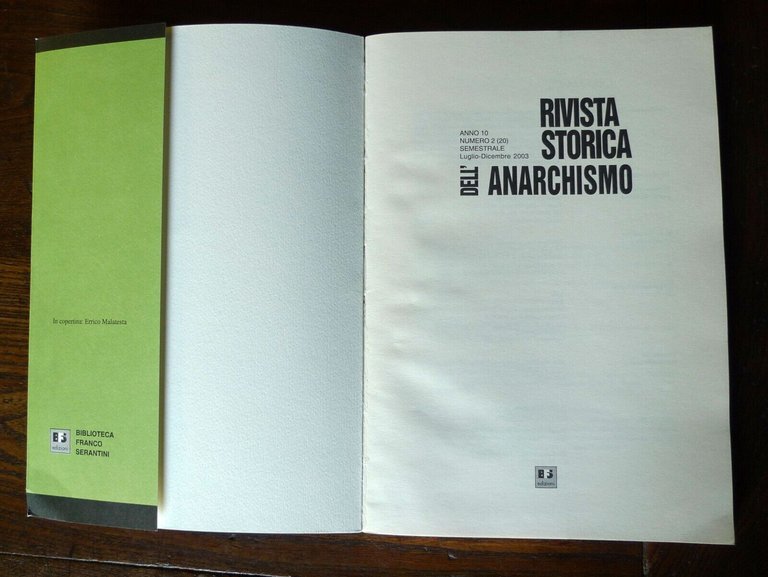 In copertina: Errico Malatesta
BFS
edizioni
BIBLIOTECA
FRANCO
SERANTINI
ANNO 10
NUMERO 2 (20)
SEMESTRALE
Luglio-Dicembre 2003
RIVISTA
STORICA
DELL'
ANARCHISMO
BFS
edizioni